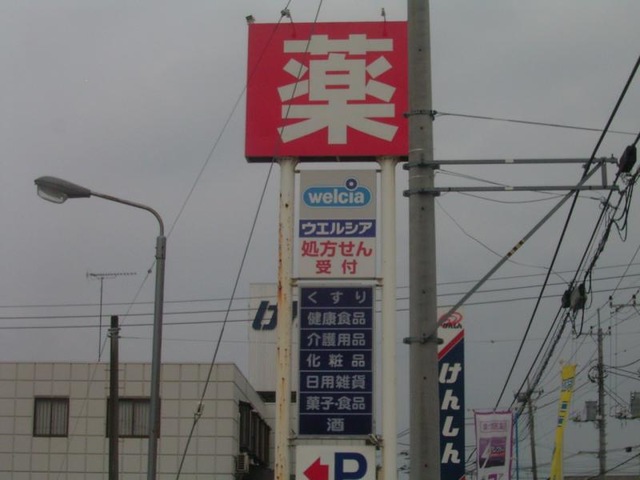 薬
welcia
ウエルシア
処方せん
受付
くすり
健康食品
介護用品
化粧品
日用雑貨
菓子・食品
酒
P
けん
けんしん